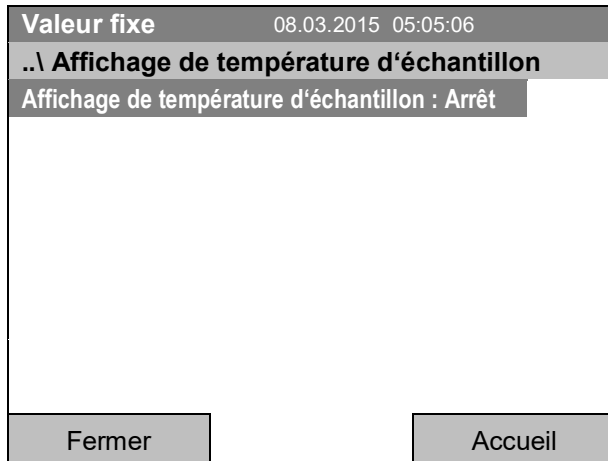 Valeur fixe 08.03.2015 05:05:06
..\ Affichage de température d‘échantillon
Affichage de température d‘échantillon : Arrêt
Fermer Accueil